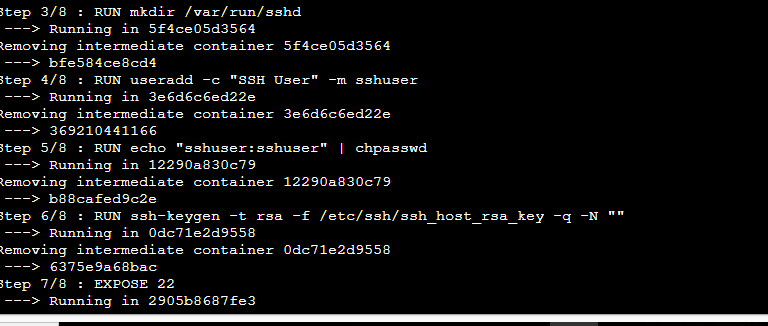 Step 3/8 : RUN mkdir /var/run/sshd
---> Running in 5f4ce05d3564
Removing intermediate container 5f4ce05d3564
---> bfe584ce8cd4
Step 4/8 : RUN useradd -c "SSH User" -m sshuser
---> Running in 3e6d6c6ed22e
Removing intermediate container 3e6d6c6ed22e
---> 369210441166
Step 5/8 : RUN echo "sshuser:sshuser" | chpasswd
---> Running in 12290a830c79
Removing intermediate container 12290a830c79
---> b88cafed9c2e
Step 6/8 : RUN ssh-keygen -t rsa -f /etc/ssh/ssh_host_rsa_key -q -N ""
---> Running in 0dc71e2d9558
Removing intermediate container 0dc71e2d9558
---> 6375e9a68bac
Step 7/8 : EXPOSE 22
---> Running in 2905b8687fe3